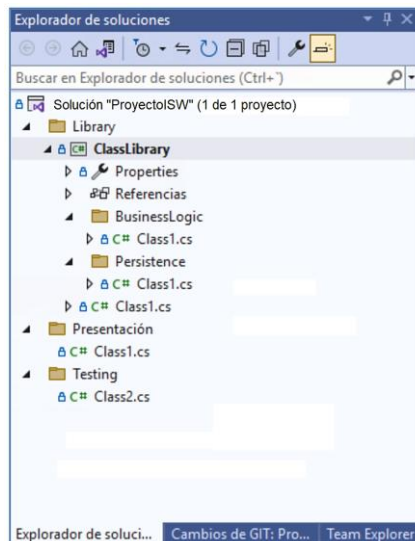 Explorador de soluciones
Buscar en Explorador de soluciones (Ctrl+´)
Solución "ProyectoISW" (1 de 1 proyecto)
Library
C# ClassLibrary
Properties
Referencias
BusinessLogic
C# Class1.cs
Persistence
C# Class1.cs
C# Class1.cs
Presentación
C# Class1.cs
Testing
C# Class2.cs
Explorador de soluci... Cambios de GIT: Pro... Team Explorer